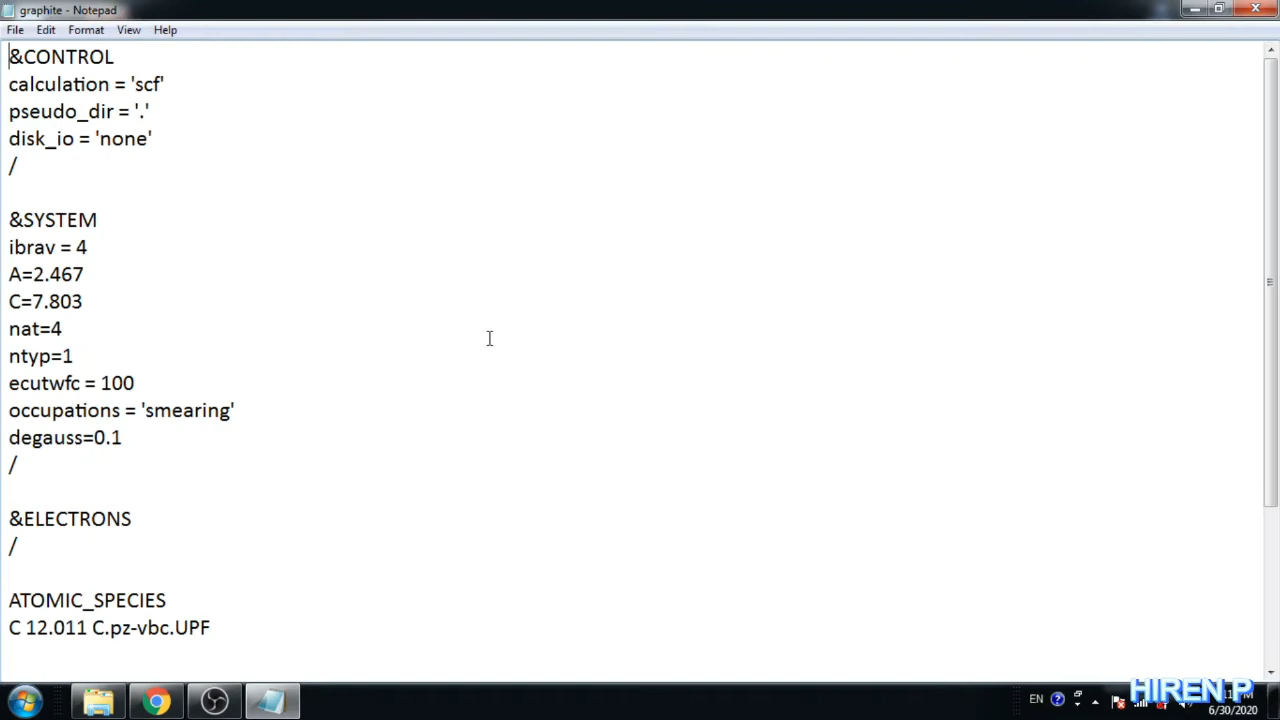 graphite - Notepad
File Edit Format View Help
&CONTROL
calculation = 'scf'
pseudo_dir = '.'
disk_io = 'none'
/
&SYSTEM
ibrav = 4
A=2.467
C=7.803
nat=4
ntyp=1
ecutwfc = 100
occupations = 'smearing'
degauss=0.1
/
&ELECTRONS
/
ATOMIC_SPECIES
C 12.011 C.pz-vbc.UPF
EN
HIREN P
6/30/2020